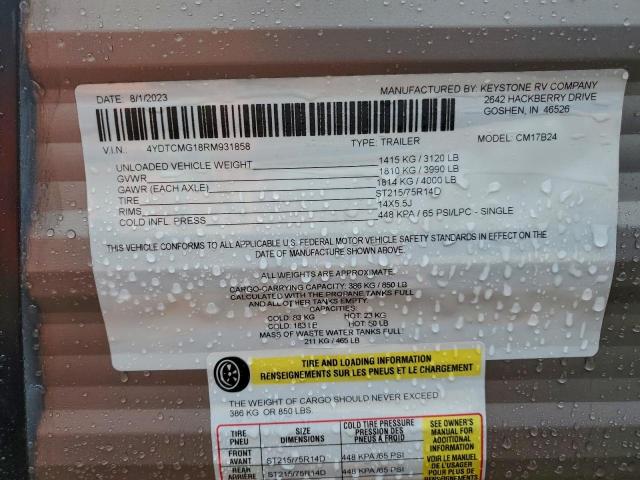 DATE: 8/1/2023
MANUFACTURED BY: KEYSTONE RV COMPANY
2642 HACKBERRY DRIVE
GOSHEN, IN 46526
V.I.N.: 4YDTCMG18RM931858 TYPE: TRAILER MODEL: CM17B24
UNLOADED VEHICLE WEIGHT 1415 KG / 3120 LB
GVWR 1810 KG / 3990 LB
GAWR (EACH AXLE) 1814 KG / 4000 LB
TIRE ST215/75R14D
RIMS 14X5.5J
COLD INFL. PRESS 448 KPA / 65 PSI/LPC - SINGLE
THIS VEHICLE CONFORMS TO ALL APPLICABLE U.S. FEDERAL MOTOR VEHICLE SAFETY STANDARDS IN EFFECT ON THE
DATE OF MANUFACTURE SHOWN ABOVE.
ALL WEIGHTS ARE APPROXIMATE
CARGO-CARRYING CAPACITY: 386 KG / 850 LB
CALCULATED WITH THE PROPANE TANKS FULL
AND ALL OTHER TANKS EMPTY.
CAPACITIES:
COLD: 83 KG HOT: 23 KG
COLD: 183 LB HOT: 50 LB
MASS OF WASTE WATER TANKS FULL:
211 KG / 465 LB
TIRE AND LOADING INFORMATION
RENSEIGNEMENTS SUR LES PNEUS ET LE CHARGEMENT
THE WEIGHT OF CARGO SHOULD NEVER EXCEED
386 KG OR 850 LBS.
TIRE
PNEU
SIZE
DIMENSIONS
COLD TIRE PRESSURE
PRESSION DES
PNEUS A FROID
SEE OWNER'S
MANUAL FOR
ADDITIONAL
INFORMATION
VOIR LE MANUEL
DE L'USAGER
POUR PLUS DE
FRONT
AVANT
ST215/75R14D
448 KPA /65 PSI
REAR
ARRIÈRE
ST215/75R14D
448 KPA /65 PSI